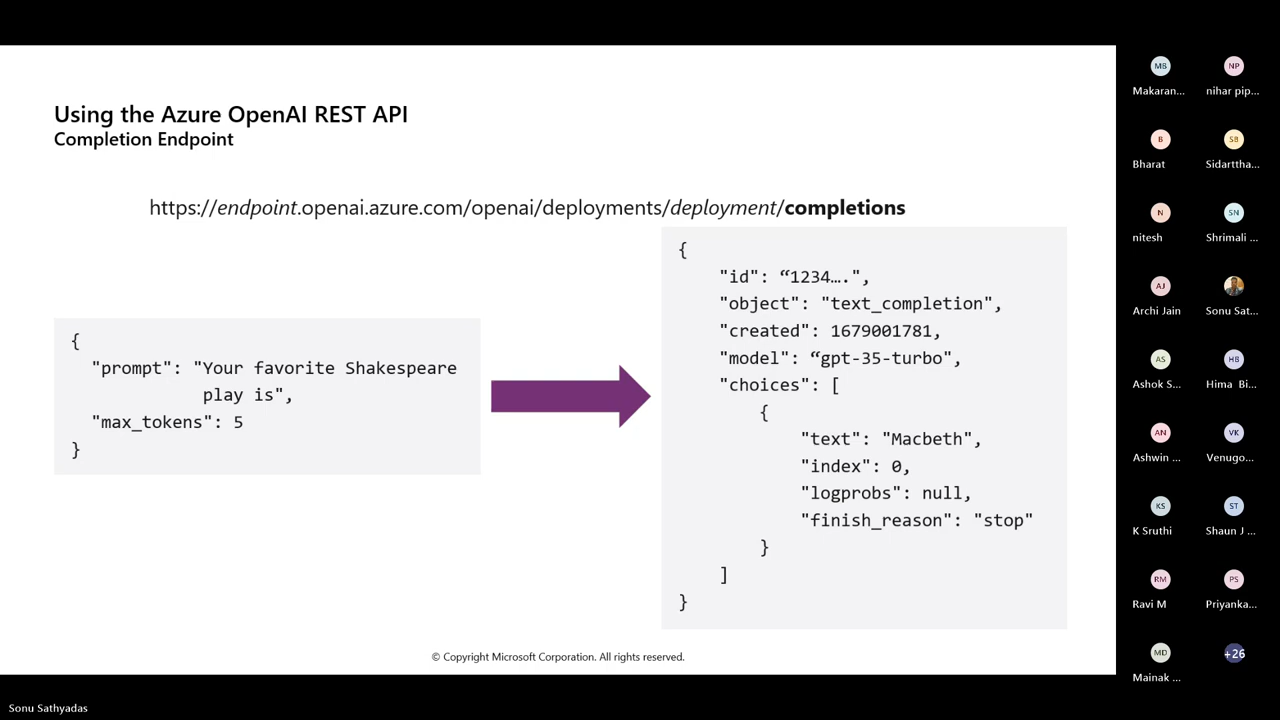 Using the Azure OpenAI REST API
Completion Endpoint
https://endpoint.openai.azure.com/openai/deployments/deployment/completions
{
"prompt": "Your favorite Shakespeare
play is",
"max_tokens": 5
}
{
"id": “1234….",
"object": "text_completion",
"created": 1679001781,
"model": “gpt-35-turbo",
"choices": [
{
"text": "Macbeth",
"index": 0,
"logprobs": null,
"finish_reason": "stop"
}
]
}
© Copyright Microsoft Corporation. All rights reserved.
MB NP
Makaran... nihar pip...
B SB
Bharat Sidarttha...
N SN
nitesh Shrimali ...
AJ
Archi Jain Sonu Sat...
AS HB
Ashok S... Hima Bi...
AN VK
Ashwin ... Venugo...
KS ST
K Sruthi Shaun J ...
RM PS
Ravi M Priyanka...
MD +26
Mainak ...
Sonu Sathyadas